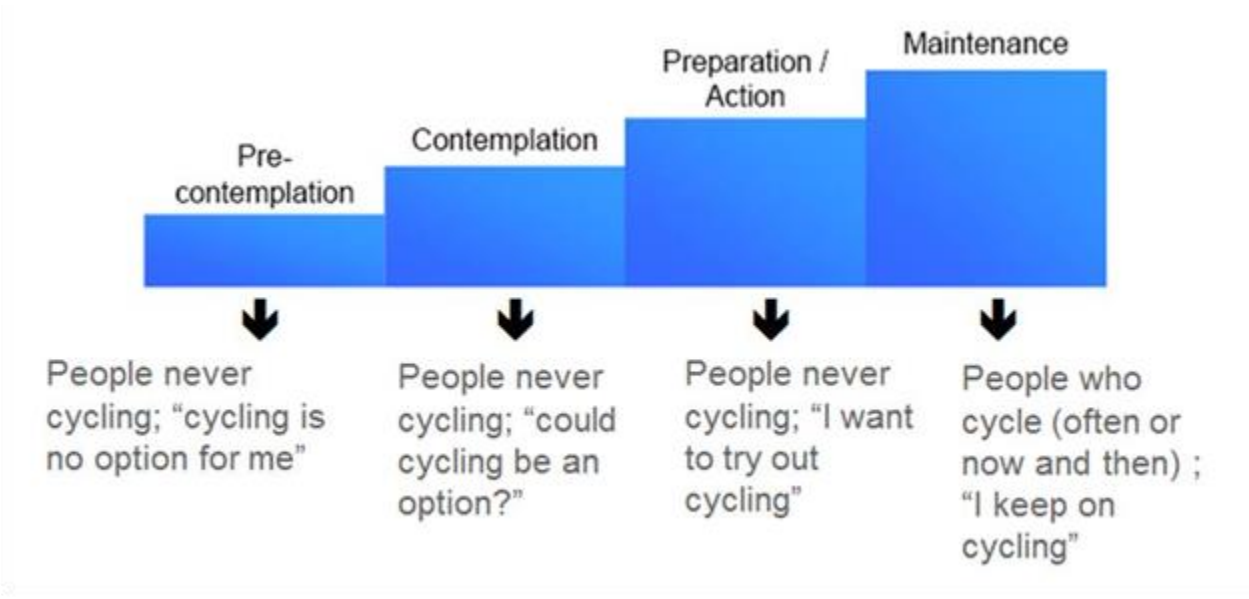 Pre-
contemplation
Contemplation
Preparation /
Action
Maintenance
People never
cycling; “cycling is
no option for me”
People never
cycling; “could
cycling be an
option?”
People never
cycling; “I want
to try out
cycling”
People who
cycle (often or
now and then) ;
“I keep on
cycling”